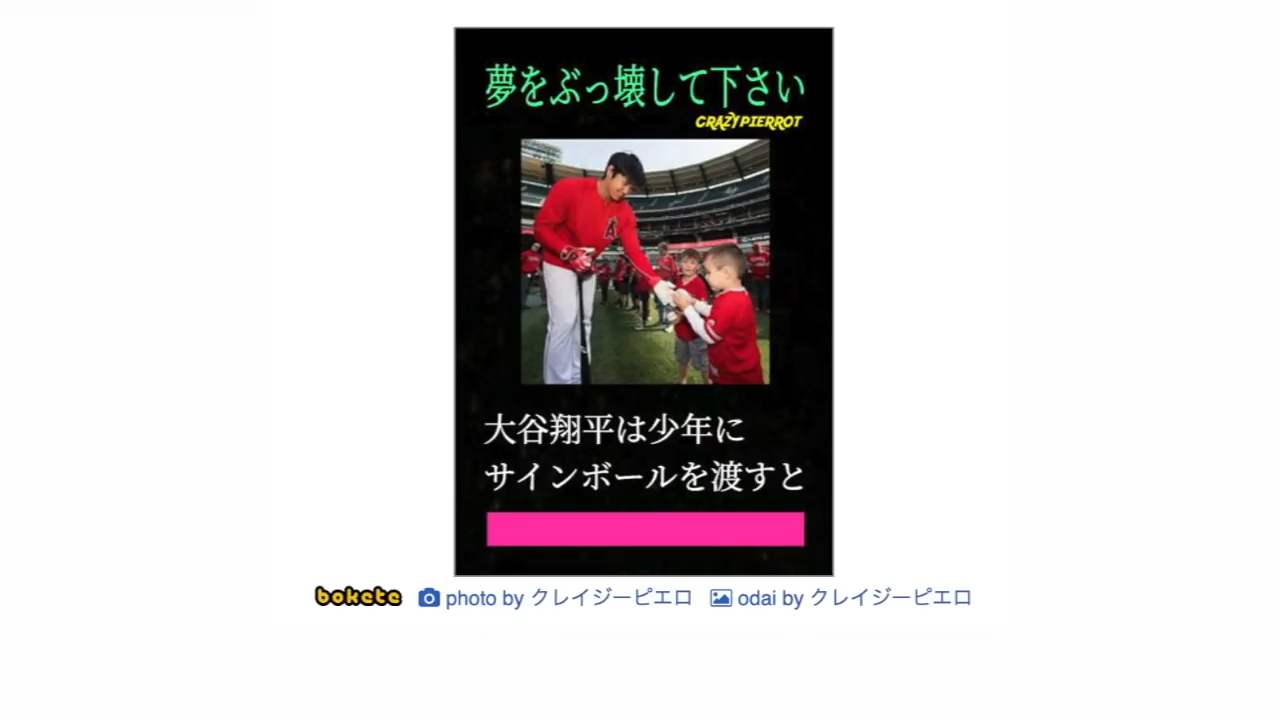 夢をぶっ壊して下さい
CRAZY PIERROT
大谷翔平は少年に
サインボールを渡すと
bokete photo by クレイジーピエロ odai by クレイジーピエロ